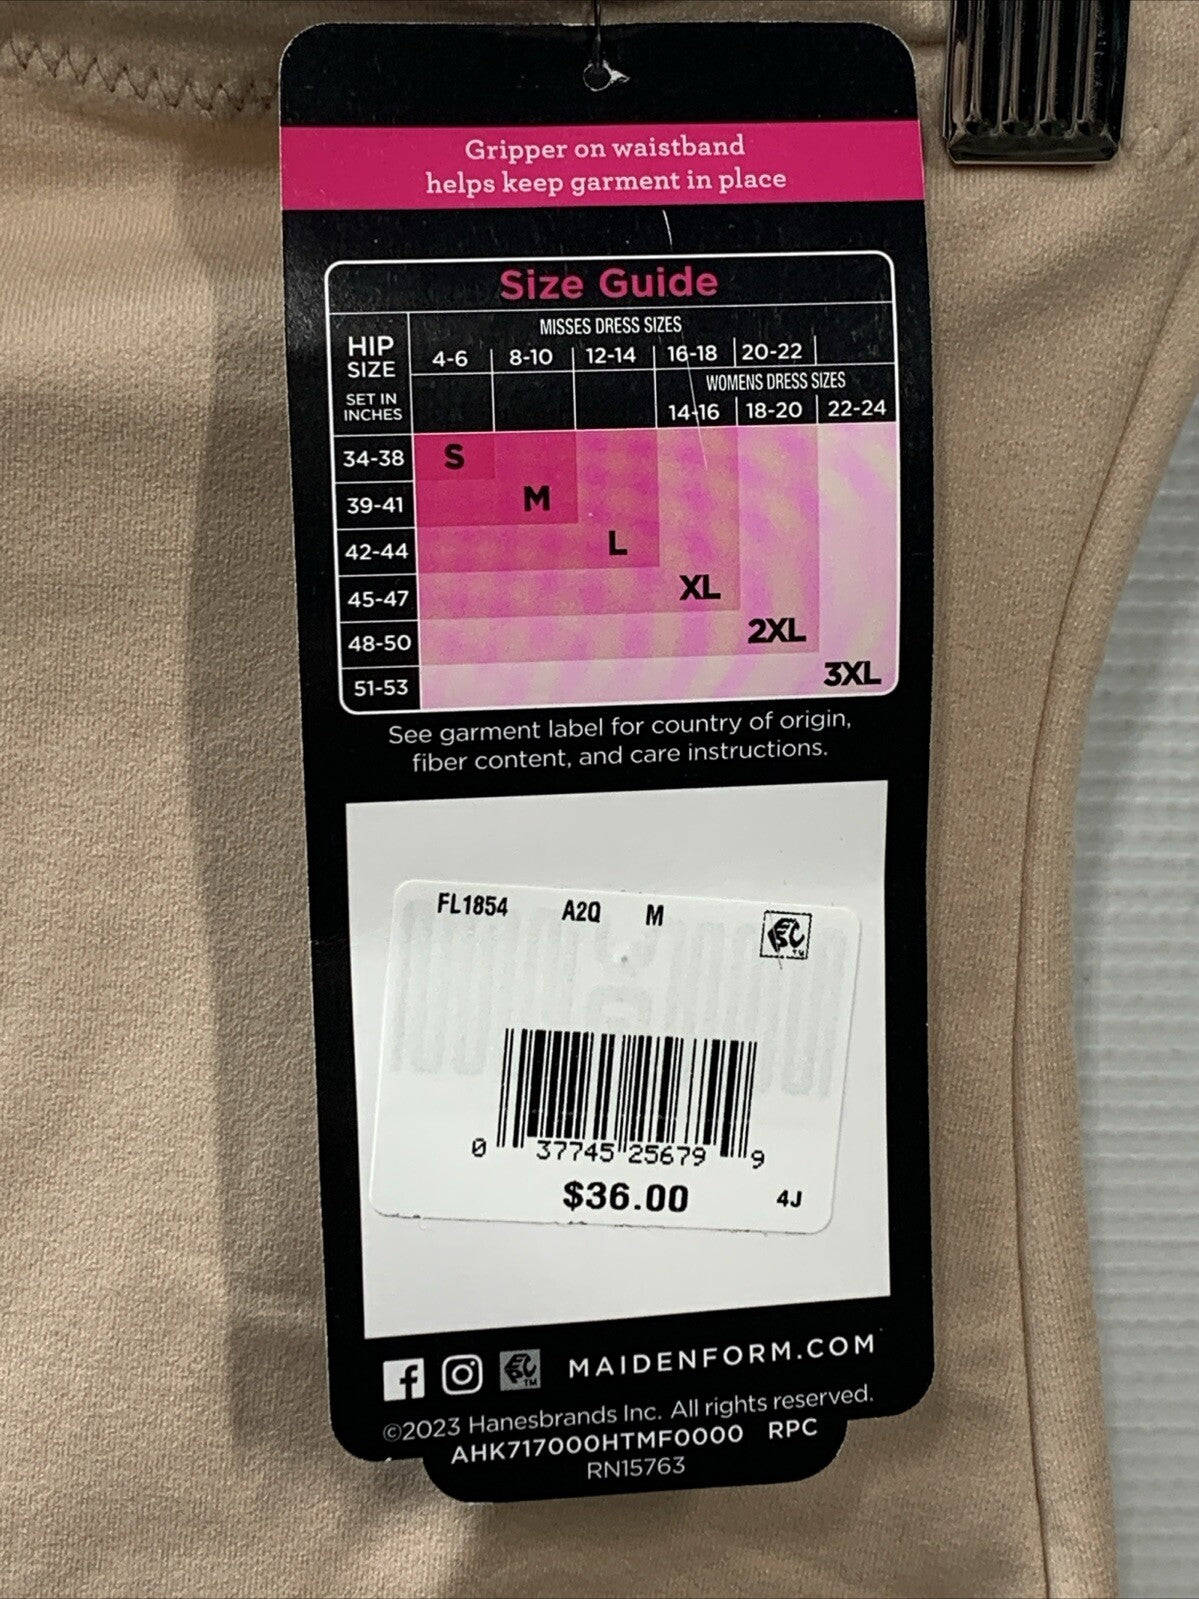 Gripper on waistband
helps keep garment in place
Size Guide
HIP SIZE SET IN INCHES
MISSES DRESS SIZES
4-6 8-10 12-14 16-18 20-22
WOMENS DRESS SIZES
14-16 18-20 22-24
34-38 S
39-41 M
42-44 L
45-47 XL
48-50 2XL
51-53 3XL
See garment label for country of origin,
fiber content, and care instructions.
FL1854 A2Q M
0 37745 25679 9
$36.00 4J
MAIDENFORM.COM
©2023 Hanesbrands Inc. All rights reserved.
AHK717000HTMF0000 RPC
RN15763